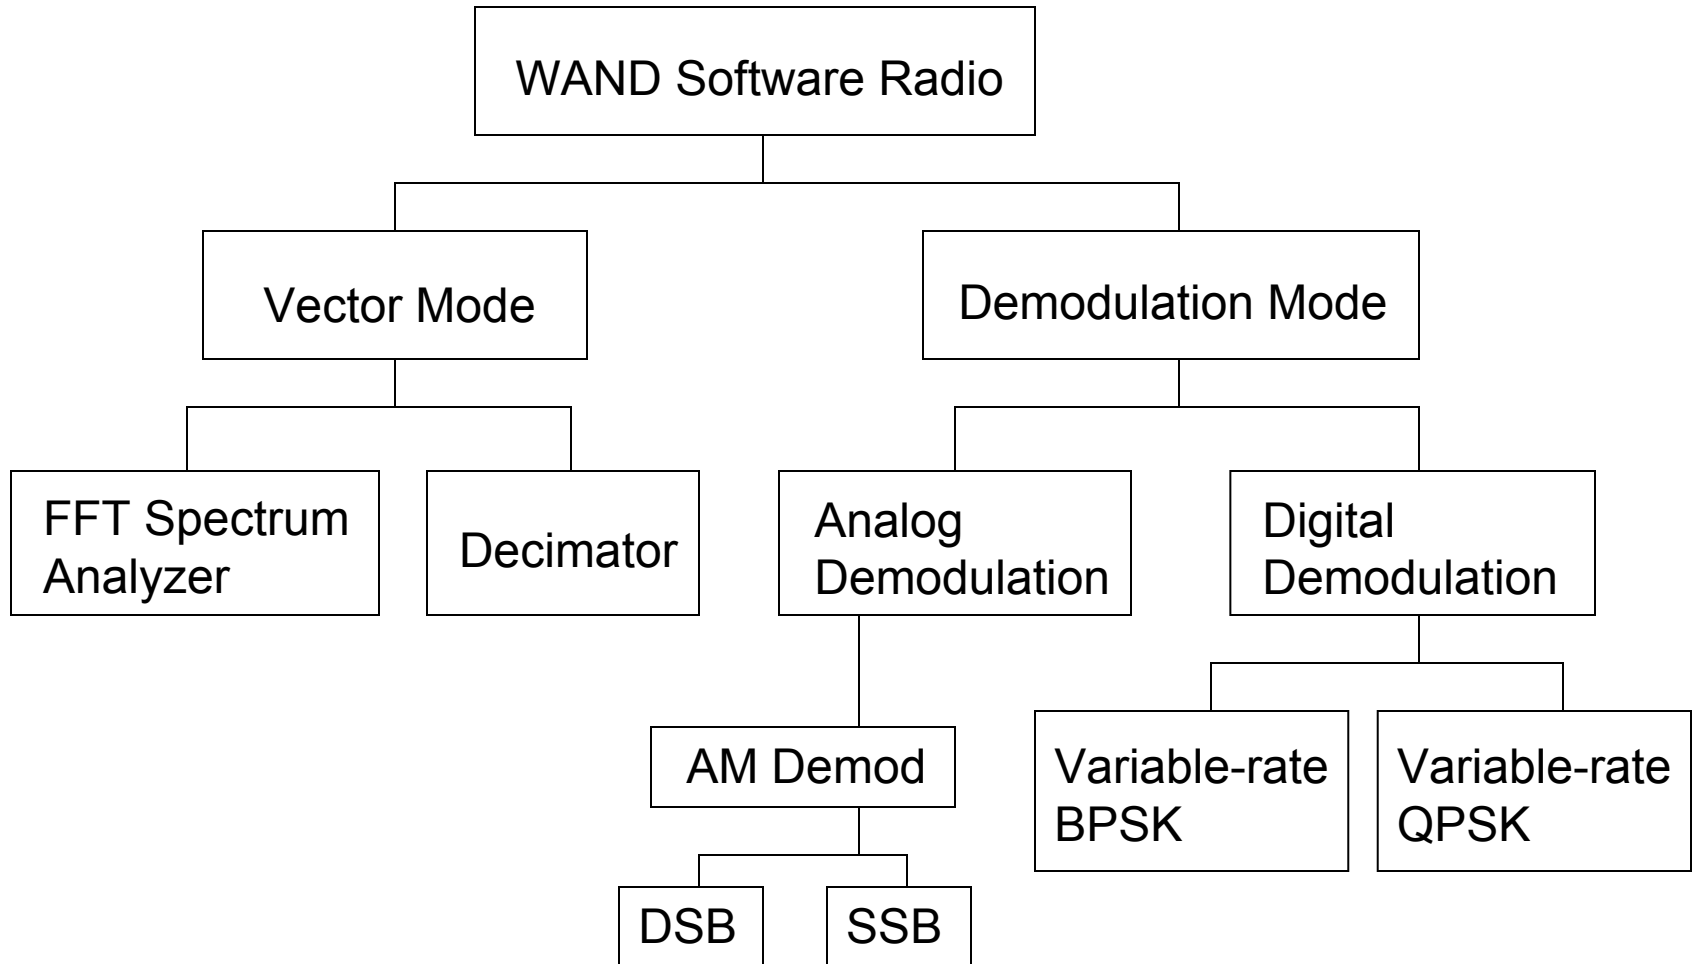 WAND Software Radio
Vector Mode
Demodulation Mode
FFT Spectrum
Analyzer
Decimator
Analog
Demodulation
Digital
Demodulation
AM Demod
Variable-rate
BPSK
Variable-rate
QPSK
DSB
SSB